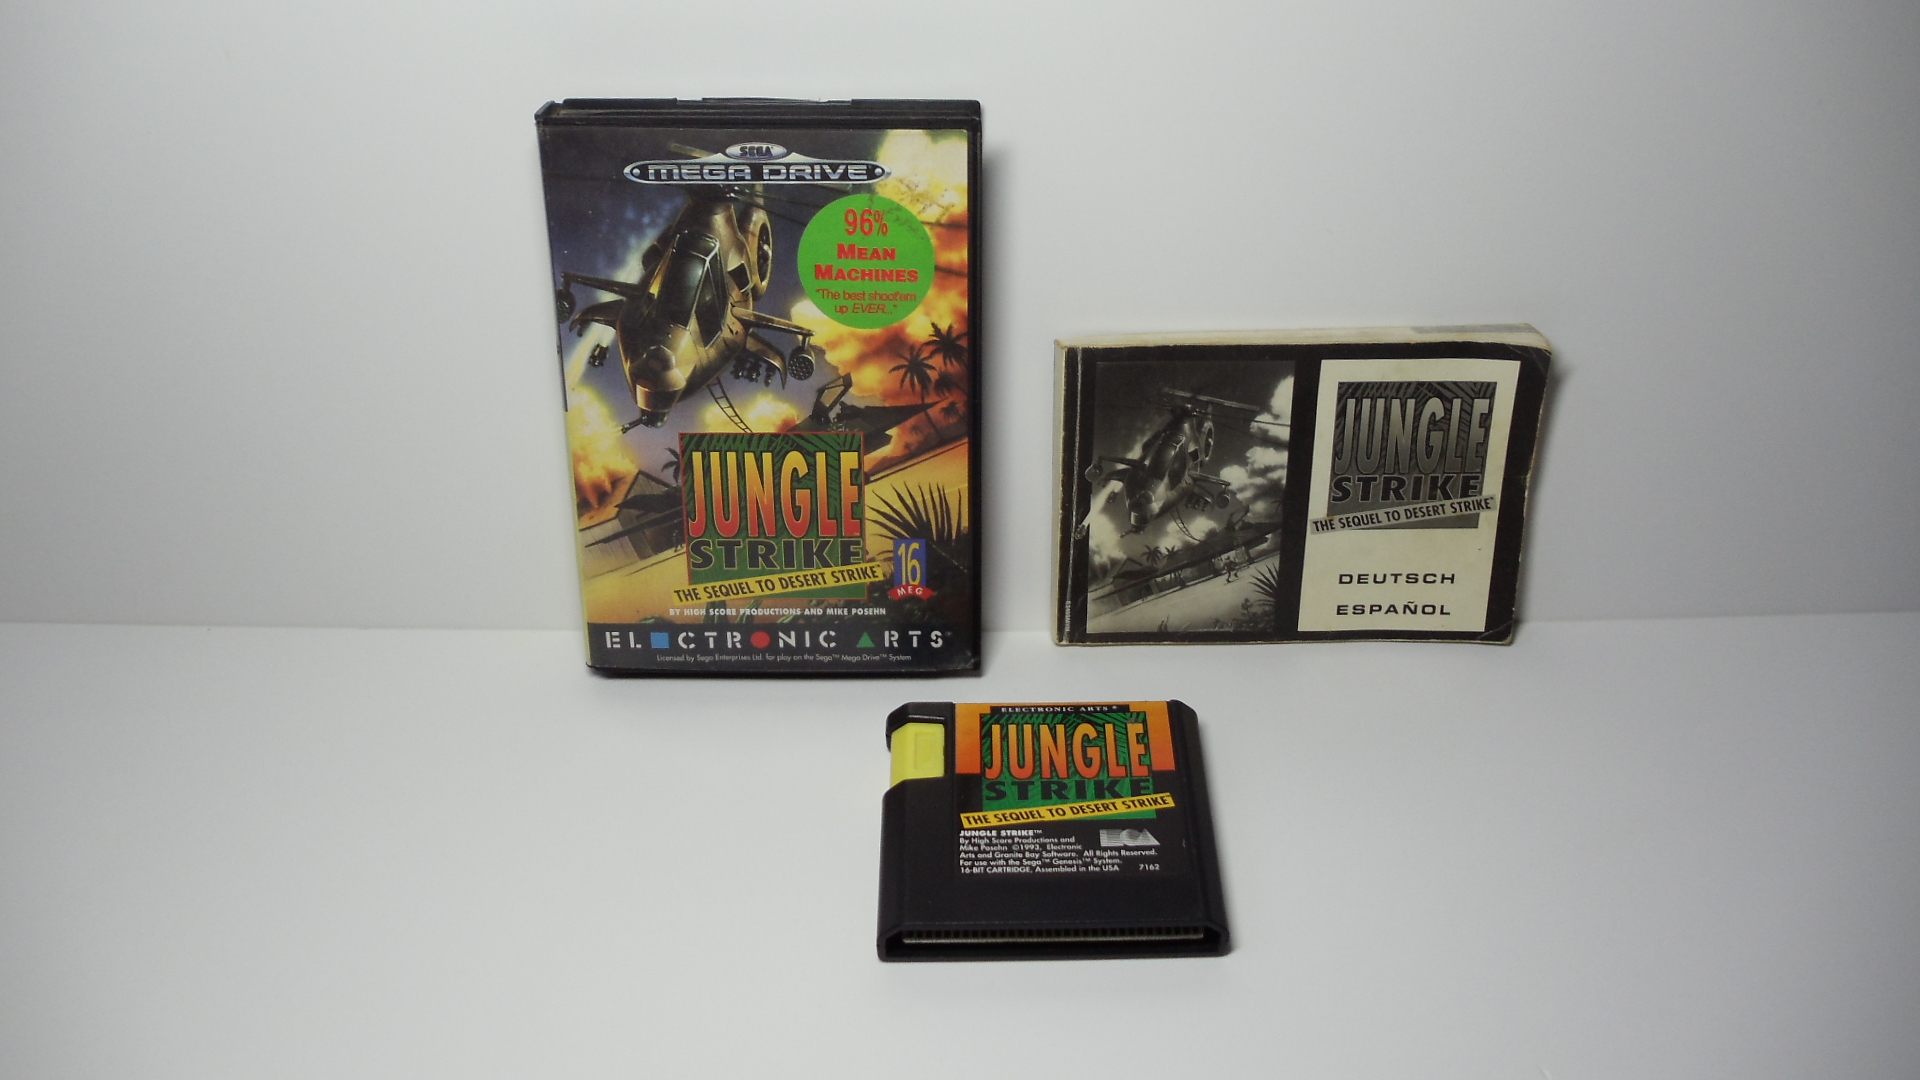 SEGA
MEGA DRIVE
96%
MEAN
MACHINES
"The best shoot'em
up EVER..."
JUNGLE
STRIKE
THE SEQUEL TO DESERT STRIKE™
16
MEG
BY HIGH SCORE PRODUCTIONS AND MIKE POSEHN
ELECTRONIC ARTS
Licensed by Sega Enterprises Ltd. for play on the Sega™ Mega Drive™ System
JUNGLE
STRIKE
THE SEQUEL TO DESERT STRIKE™
DEUTSCH
ESPAÑOL
ELECTRONIC ARTS®
JUNGLE
STRIKE
THE SEQUEL TO DESERT STRIKE™
JUNGLE STRIKE™
By High Score Productions and
Mike Posehn ©1993, Electronic
Arts and Granite Bay Software. All Rights Reserved.
For use with the Sega™ Genesis™ System.
16-BIT CARTRIDGE, Assembled in the USA 7162
EOA